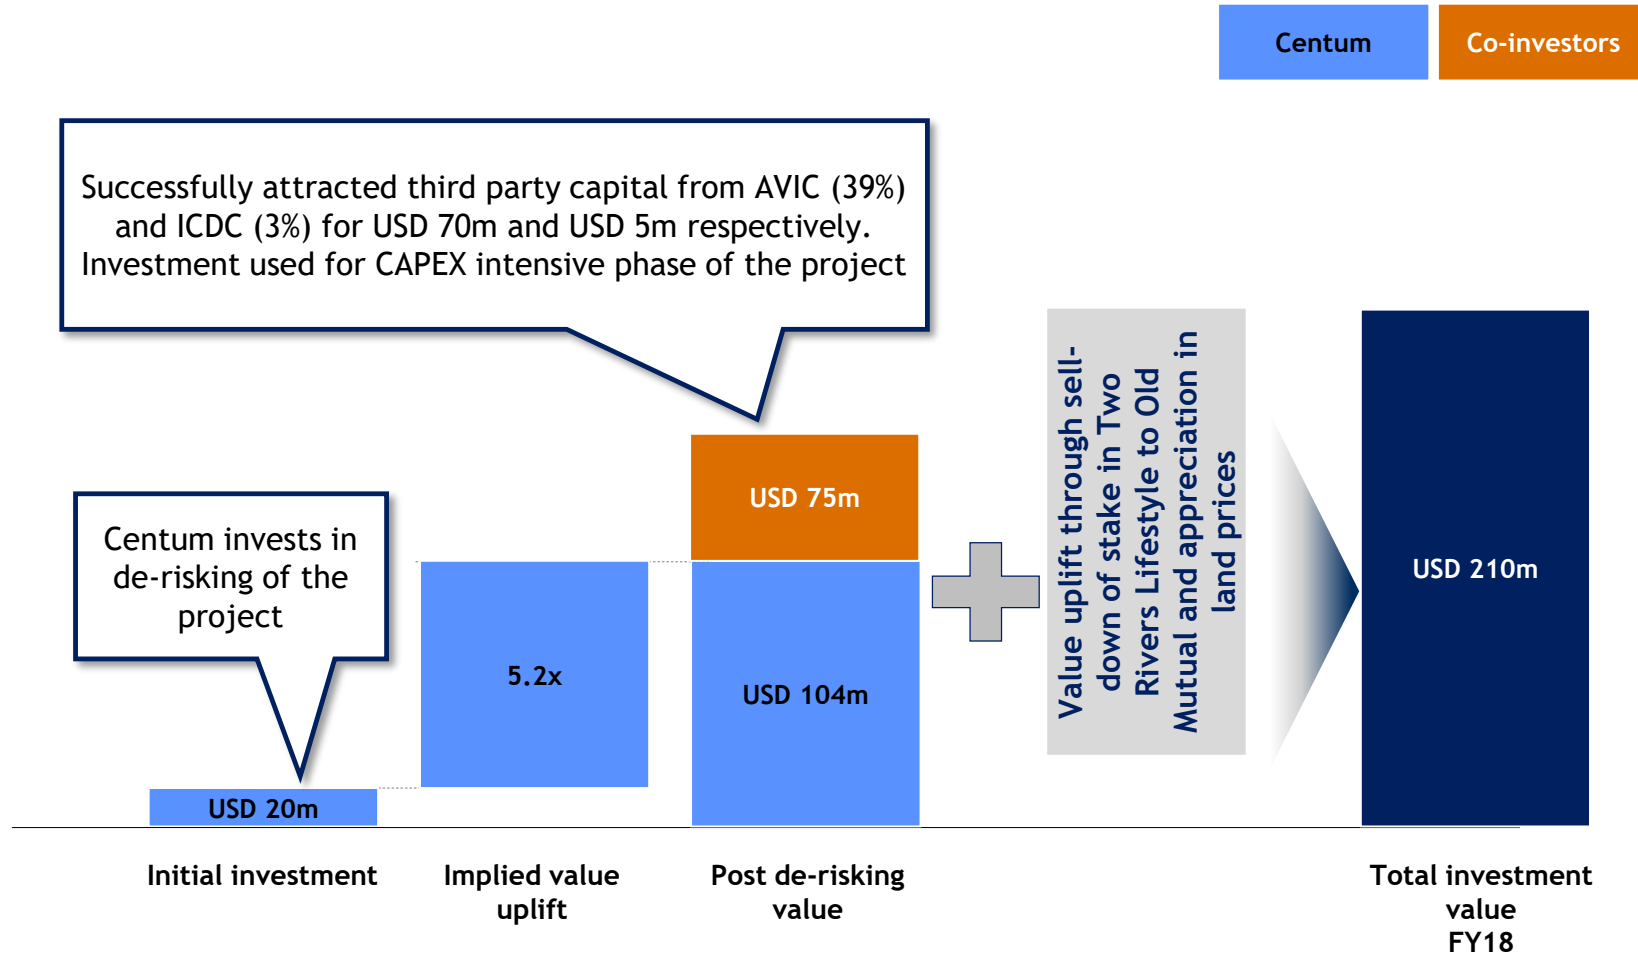 Centum
Co-investors
Successfully attracted third party capital from AVIC (39%)
and ICDC (3%) for USD 70m and USD 5m respectively.
Investment used for CAPEX intensive phase of the project
Centum invests in
de-risking of the
project
USD 20m
5.2x
USD 75m
USD 104m
Value uplift through sell-
down of stake in Two
Rivers Lifestyle to Old
Mutual and appreciation in
land prices
USD 210m
Initial investment
Implied value
uplift
Post de-risking
value
Total investment
value
FY18